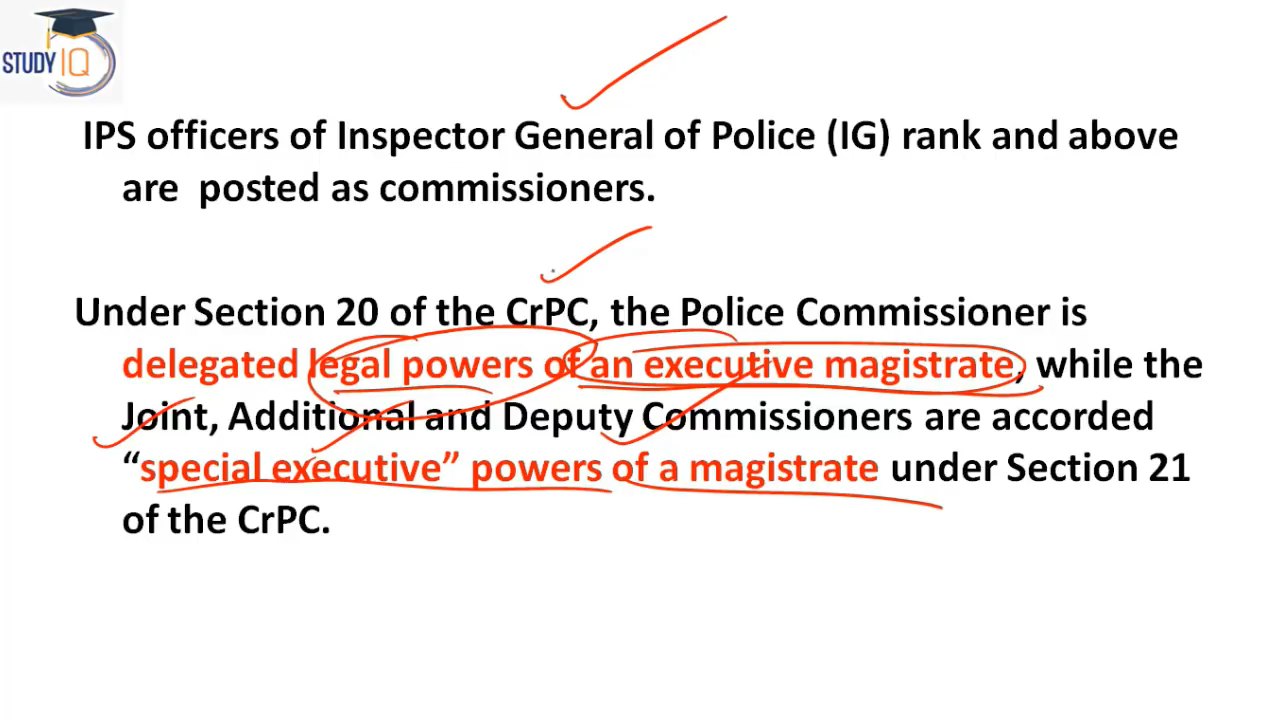 STUDY IQ
IPS officers of Inspector General of Police (IG) rank and above
are posted as commissioners.
Under Section 20 of the CrPC, the Police Commissioner is
delegated legal powers of an executive magistrate, while the
Joint, Additional and Deputy Commissioners are accorded
“special executive” powers of a magistrate under Section 21
of the CrPC.